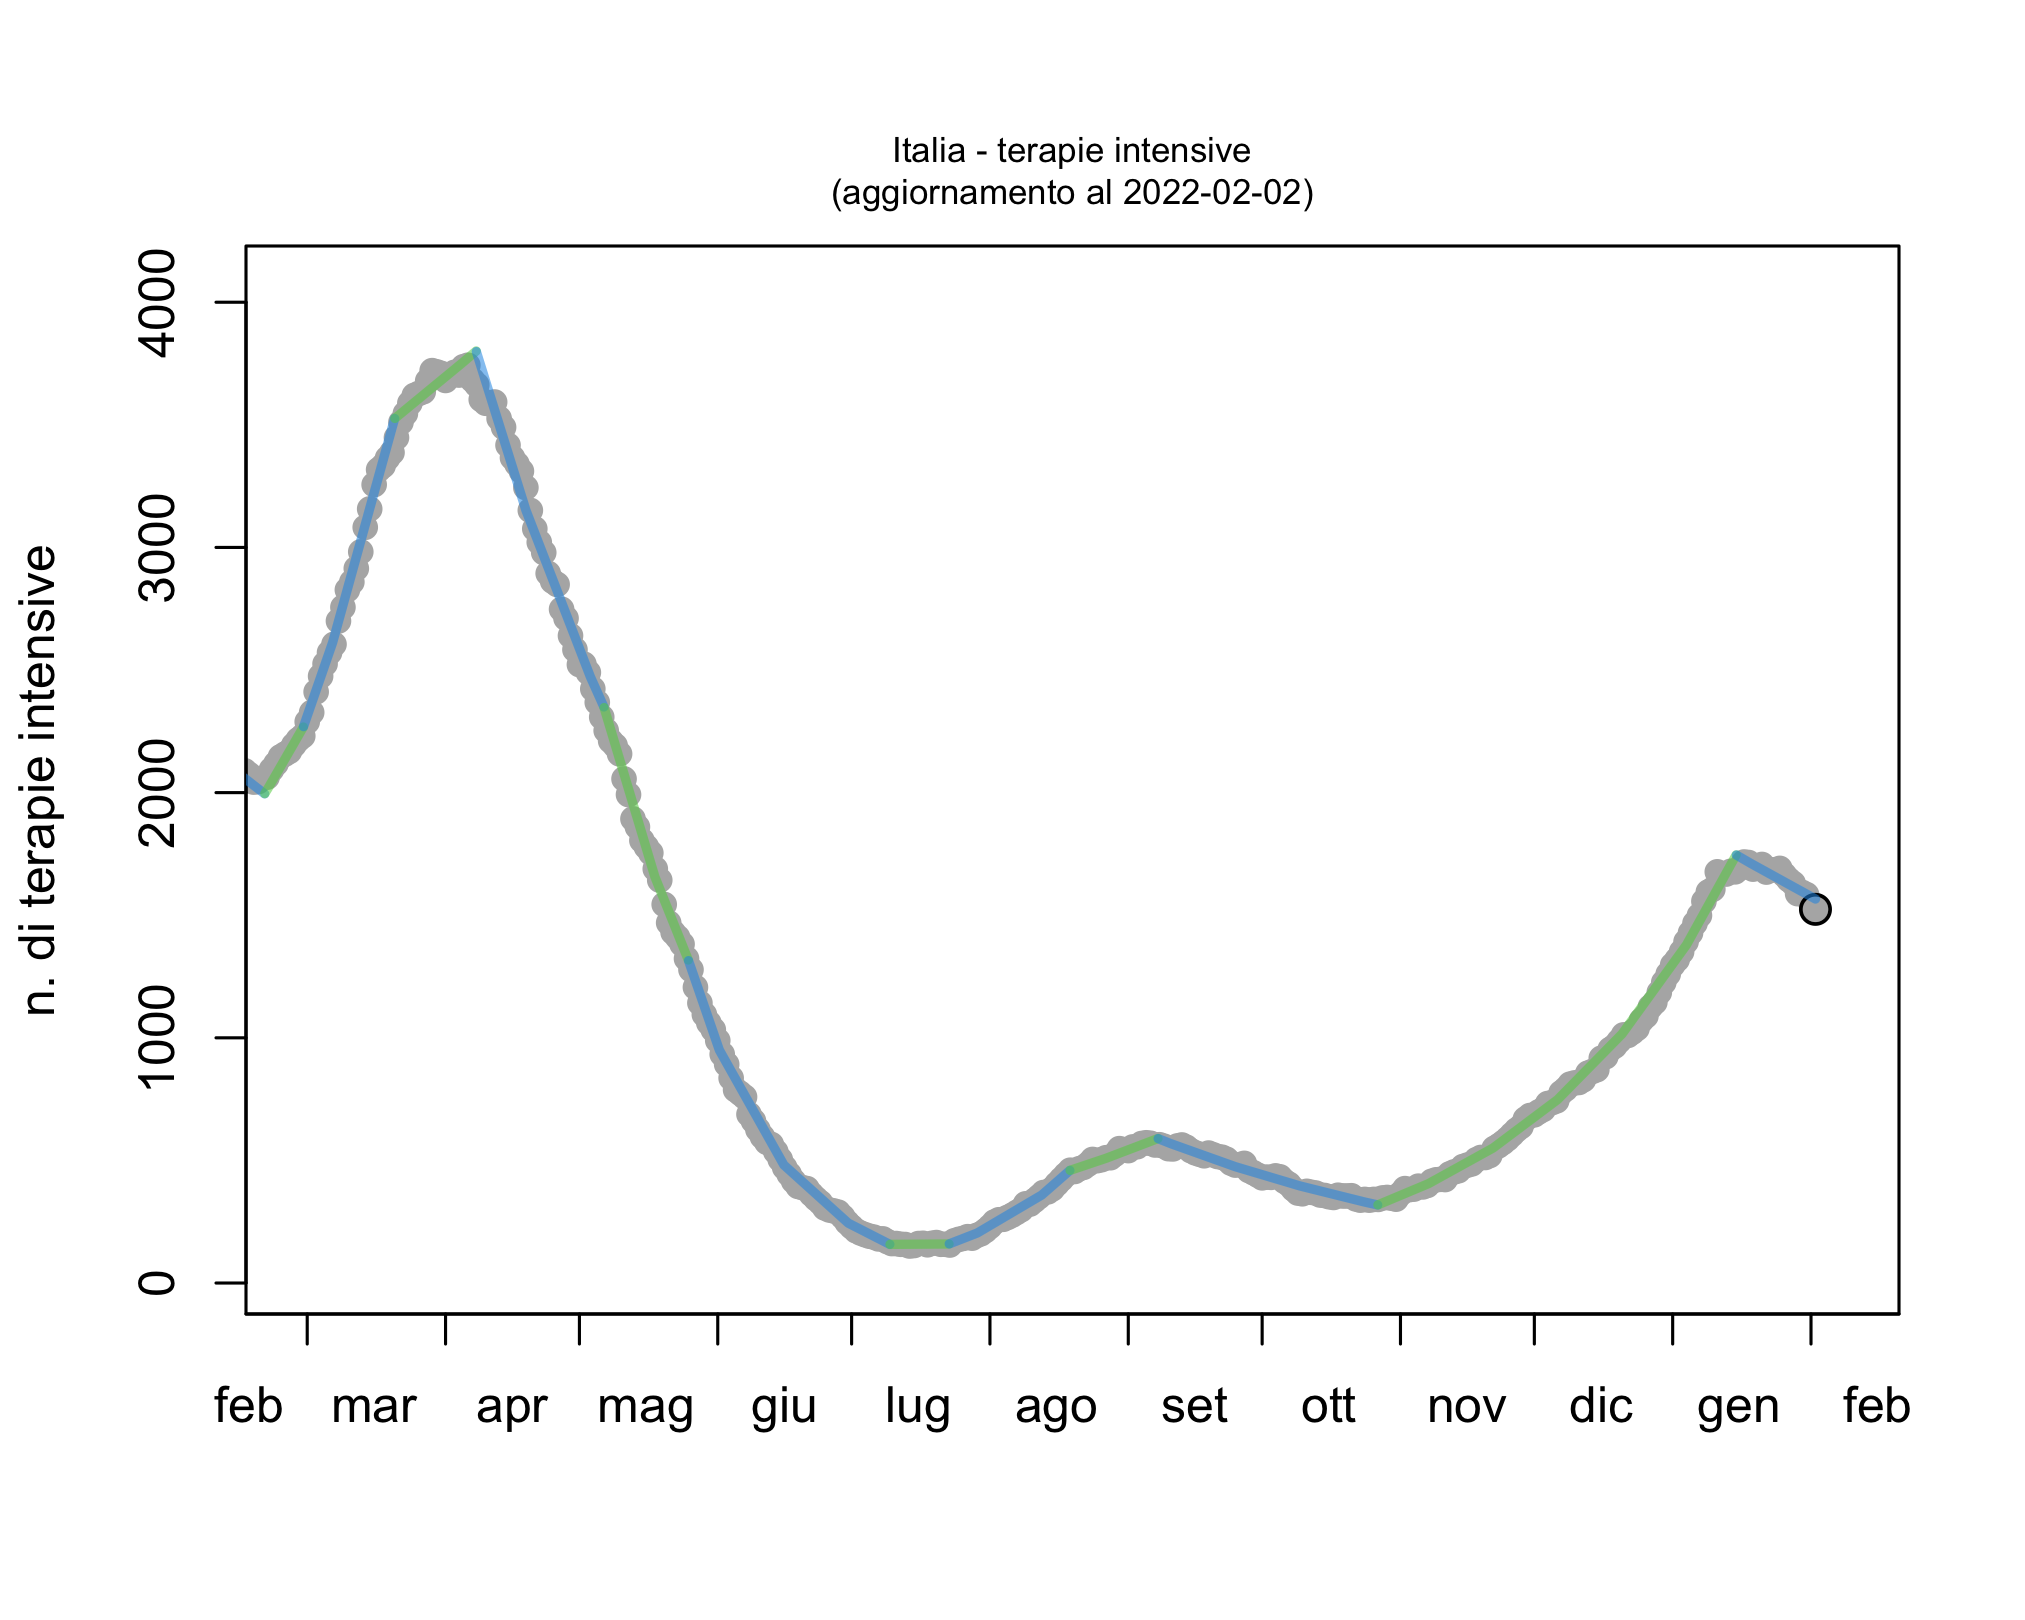 Italia - terapie intensive
(aggiornamento al 2022-02-02)
n. di terapie intensive
4000
3000
2000
1000
0
feb mar apr mag giu lug ago set ott nov dic gen feb